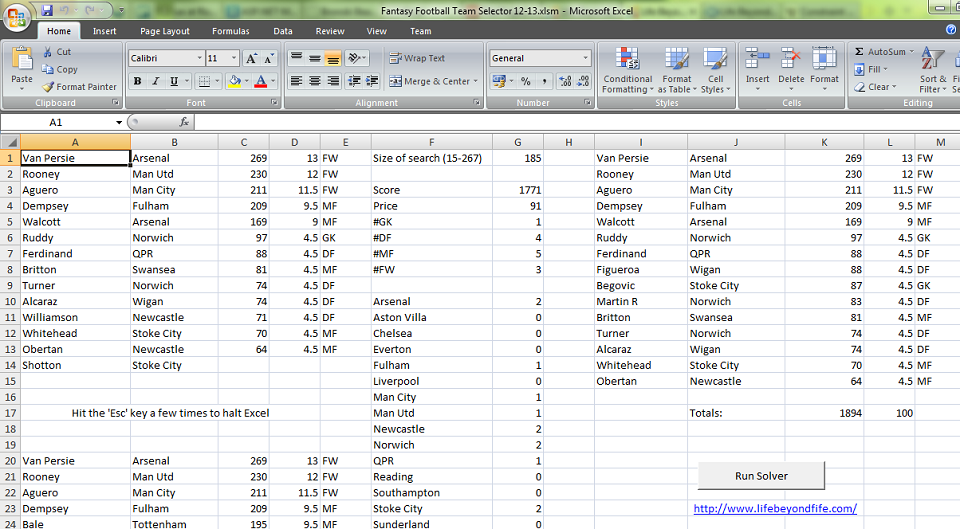 Fantasy Football Team Selector 12-13.xlsm - Microsoft Excel
Home Insert Page Layout Formulas Data Review View Team
Cut
Copy
Format Painter
Paste
Clipboard
Calibri 11
B I U
Font
Wrap Text
Merge & Center
Alignment
General
$ % ,
Number
Conditional Formatting
Format as Table
Cell Styles
Styles
Insert Delete Format
Cells
AutoSum
Fill
Clear
Sort & Filter
Editing
A1 fx
A B C D E F G H I J K L M
1 Van Persie Arsenal 269 13 FW Size of search (15-267) 185 Van Persie Arsenal 269 13 FW
2 Rooney Man Utd 230 12 FW Rooney Man Utd 230 12 FW
3 Aguero Man City 211 11.5 FW Score 1771 Aguero Man City 211 11.5 FW
4 Dempsey Fulham 209 9.5 MF Price 91 Dempsey Fulham 209 9.5 MF
5 Walcott Arsenal 169 9 MF #GK 1 Walcott Arsenal 169 9 MF
6 Ruddy Norwich 97 4.5 GK #DF 4 Ruddy Norwich 97 4.5 GK
7 Ferdinand QPR 88 4.5 DF #MF 5 Ferdinand QPR 88 4.5 DF
8 Britton Swansea 81 4.5 MF #FW 3 Figueroa Wigan 88 4.5 DF
9 Turner Norwich 74 4.5 DF Begovic Stoke City 87 4.5 GK
10 Alcaraz Wigan 74 4.5 DF Arsenal 2 Martin R Norwich 83 4.5 DF
11 Williamson Newcastle 71 4.5 DF Aston Villa 0 Britton Swansea 81 4.5 MF
12 Whitehead Stoke City 70 4.5 MF Chelsea 0 Turner Norwich 74 4.5 DF
13 Obertan Newcastle 64 4.5 MF Everton 0 Alcaraz Wigan 74 4.5 DF
14 Shotton Stoke City Fulham 1 Whitehead Stoke City 70 4.5 MF
15 Liverpool 0 Obertan Newcastle 64 4.5 MF
16 Man City 1
17 Hit the 'Esc' key a few times to halt Excel Man Utd 1 Totals: 1894 100
18 Newcastle 2
19 Norwich 2
20 Van Persie Arsenal 269 13 FW QPR 1
21 Rooney Man Utd 230 12 FW Reading 0 Run Solver
22 Aguero Man City 211 11.5 FW Southampton 0
23 Dempsey Fulham 209 9.5 MF Stoke City 2 http://www.lifebeyondfife.com/
24 Bale Tottenham 195 9.5 MF Sunderland 0